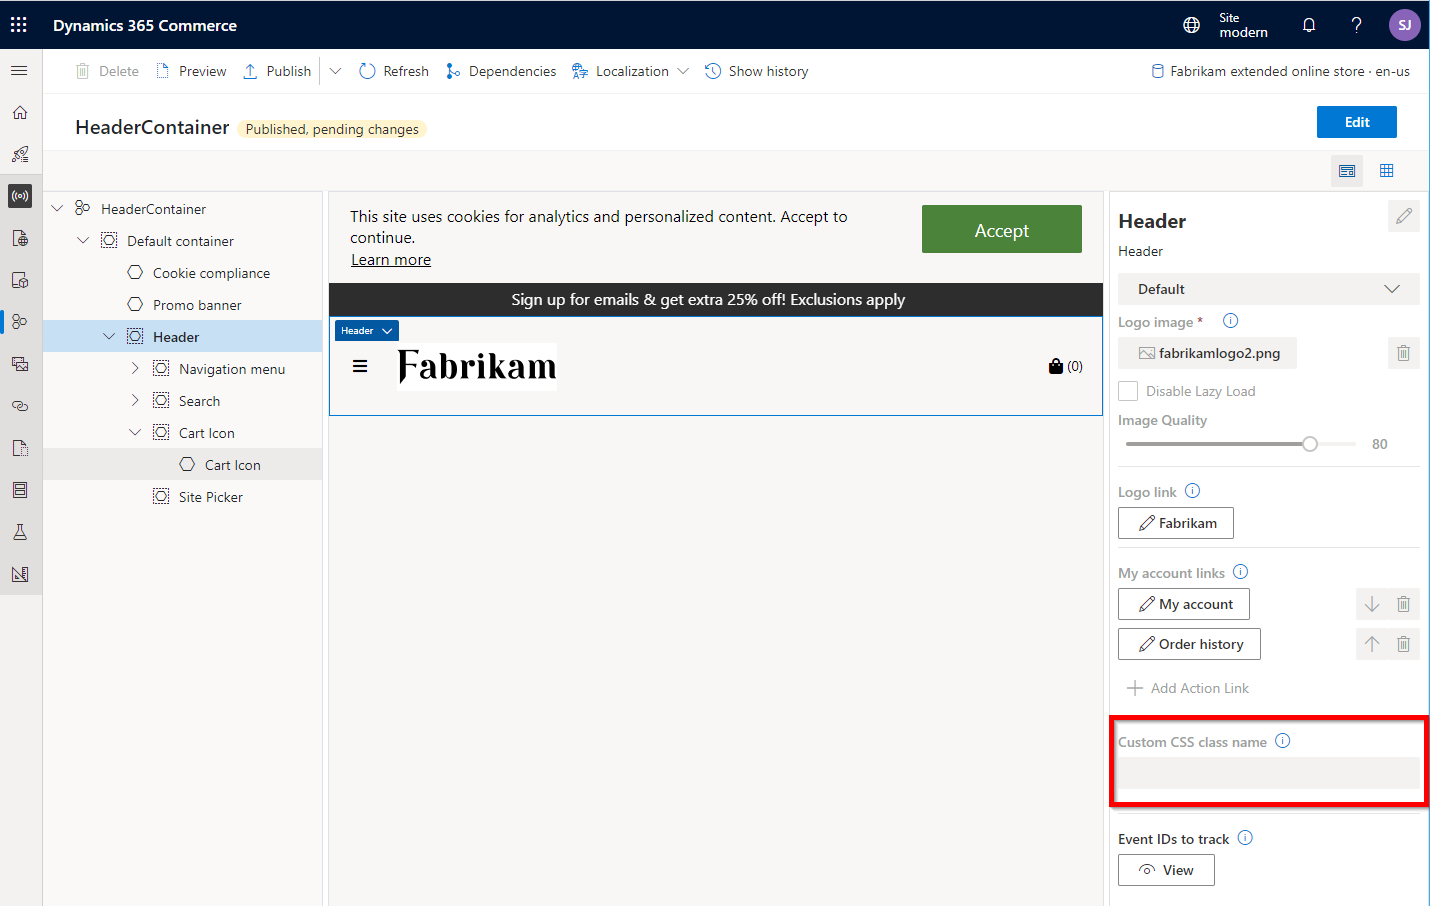 Dynamics 365 Commerce
Site
modern
?
SJ
Delete
Preview
Publish
Refresh
Dependencies
Localization
Show history
Fabrikam extended online store · en-us
HeaderContainer
Published, pending changes
Edit
HeaderContainer
Default container
Cookie compliance
Promo banner
Header
Navigation menu
Search
Cart Icon
Cart Icon
Site Picker
This site uses cookies for analytics and personalized content. Accept to
continue.
Learn more
Accept
Sign up for emails & get extra 25% off! Exclusions apply
Header
Fabrikam
(0)
Header
Header
Default
Logo image *
fabrikamlogo2.png
Disable Lazy Load
Image Quality
80
Logo link
Fabrikam
My account links
My account
Order history
Add Action Link
Custom CSS class name
Event IDs to track
View